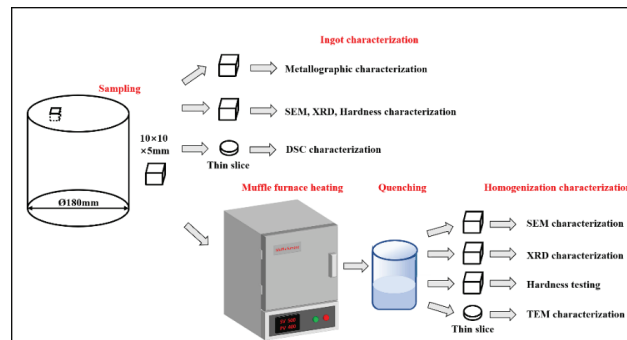 Ingot characterization
Sampling
Metallographic characterization
10×10
×5mm
SEM, XRD, Hardness characterization
DSC characterization
Thin slice
Ø180mm
Muffle furnace heating
Quenching
Homogenization characterization
SEM characterization
XRD characterization
Hardness testing
TEM characterization
Thin slice